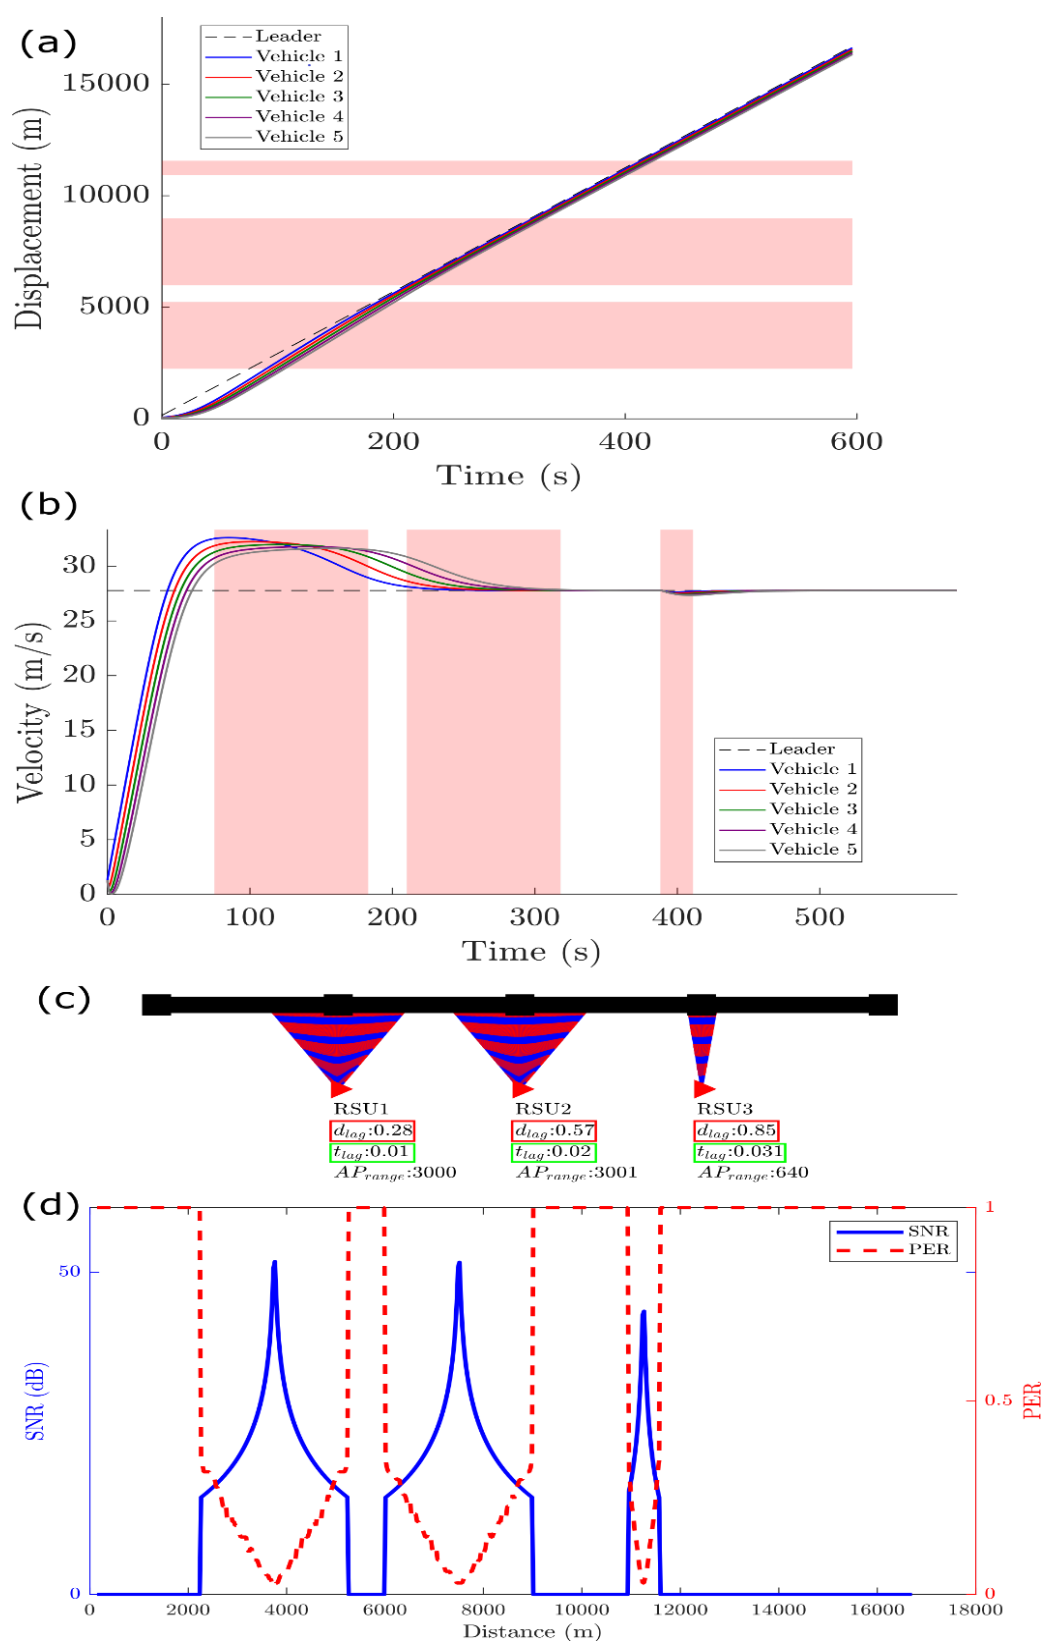 (a)
Leader
Vehicle 1
Vehicle 2
Vehicle 3
Vehicle 4
Vehicle 5
15000
10000
5000
0
Displacement (m)
0 200 400 600
Time (s)
(b)
30
25
20
15
10
5
0
Velocity (m/s)
Leader
Vehicle 1
Vehicle 2
Vehicle 3
Vehicle 4
Vehicle 5
0 100 200 300 400 500
Time (s)
(c)
RSU1 RSU2 RSU3
d_lag:0.28 d_lag:0.57 d_lag:0.85
t_lag:0.01 t_lag:0.02 t_lag:0.031
AP_range:3000 AP_range:3001 AP_range:640
(d)
SNR
PER
50
0
SNR (dB)
1
0.5
0
PER
0 2000 4000 6000 8000 10000 12000 14000 16000 18000
Distance (m)